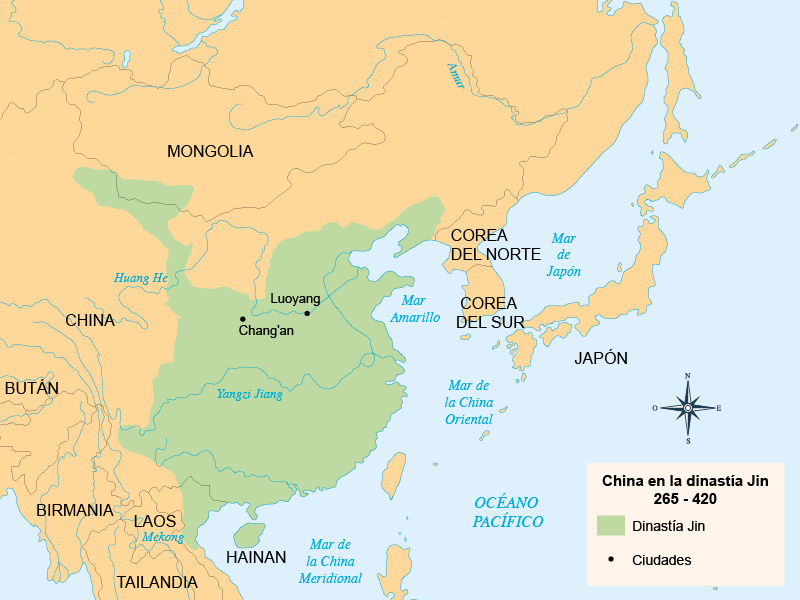 Amur
MONGOLIA
COREA
DEL NORTE
Mar
de
Japón
Huang He
Luoyang
Mar
Amarillo
COREA
DEL SUR
CHINA
Chang'an
JAPÓN
BUTÁN
Yangzi Jiang
Mar de
la China
Oriental
N
O
E
S
China en la dinastía Jin
265 - 420
OCÉANO
PACÍFICO
BIRMANIA
LAOS
Mekong
Dinastía Jin
HAINAN
Mar de
la China
Meridional
Ciudades
TAILANDIA